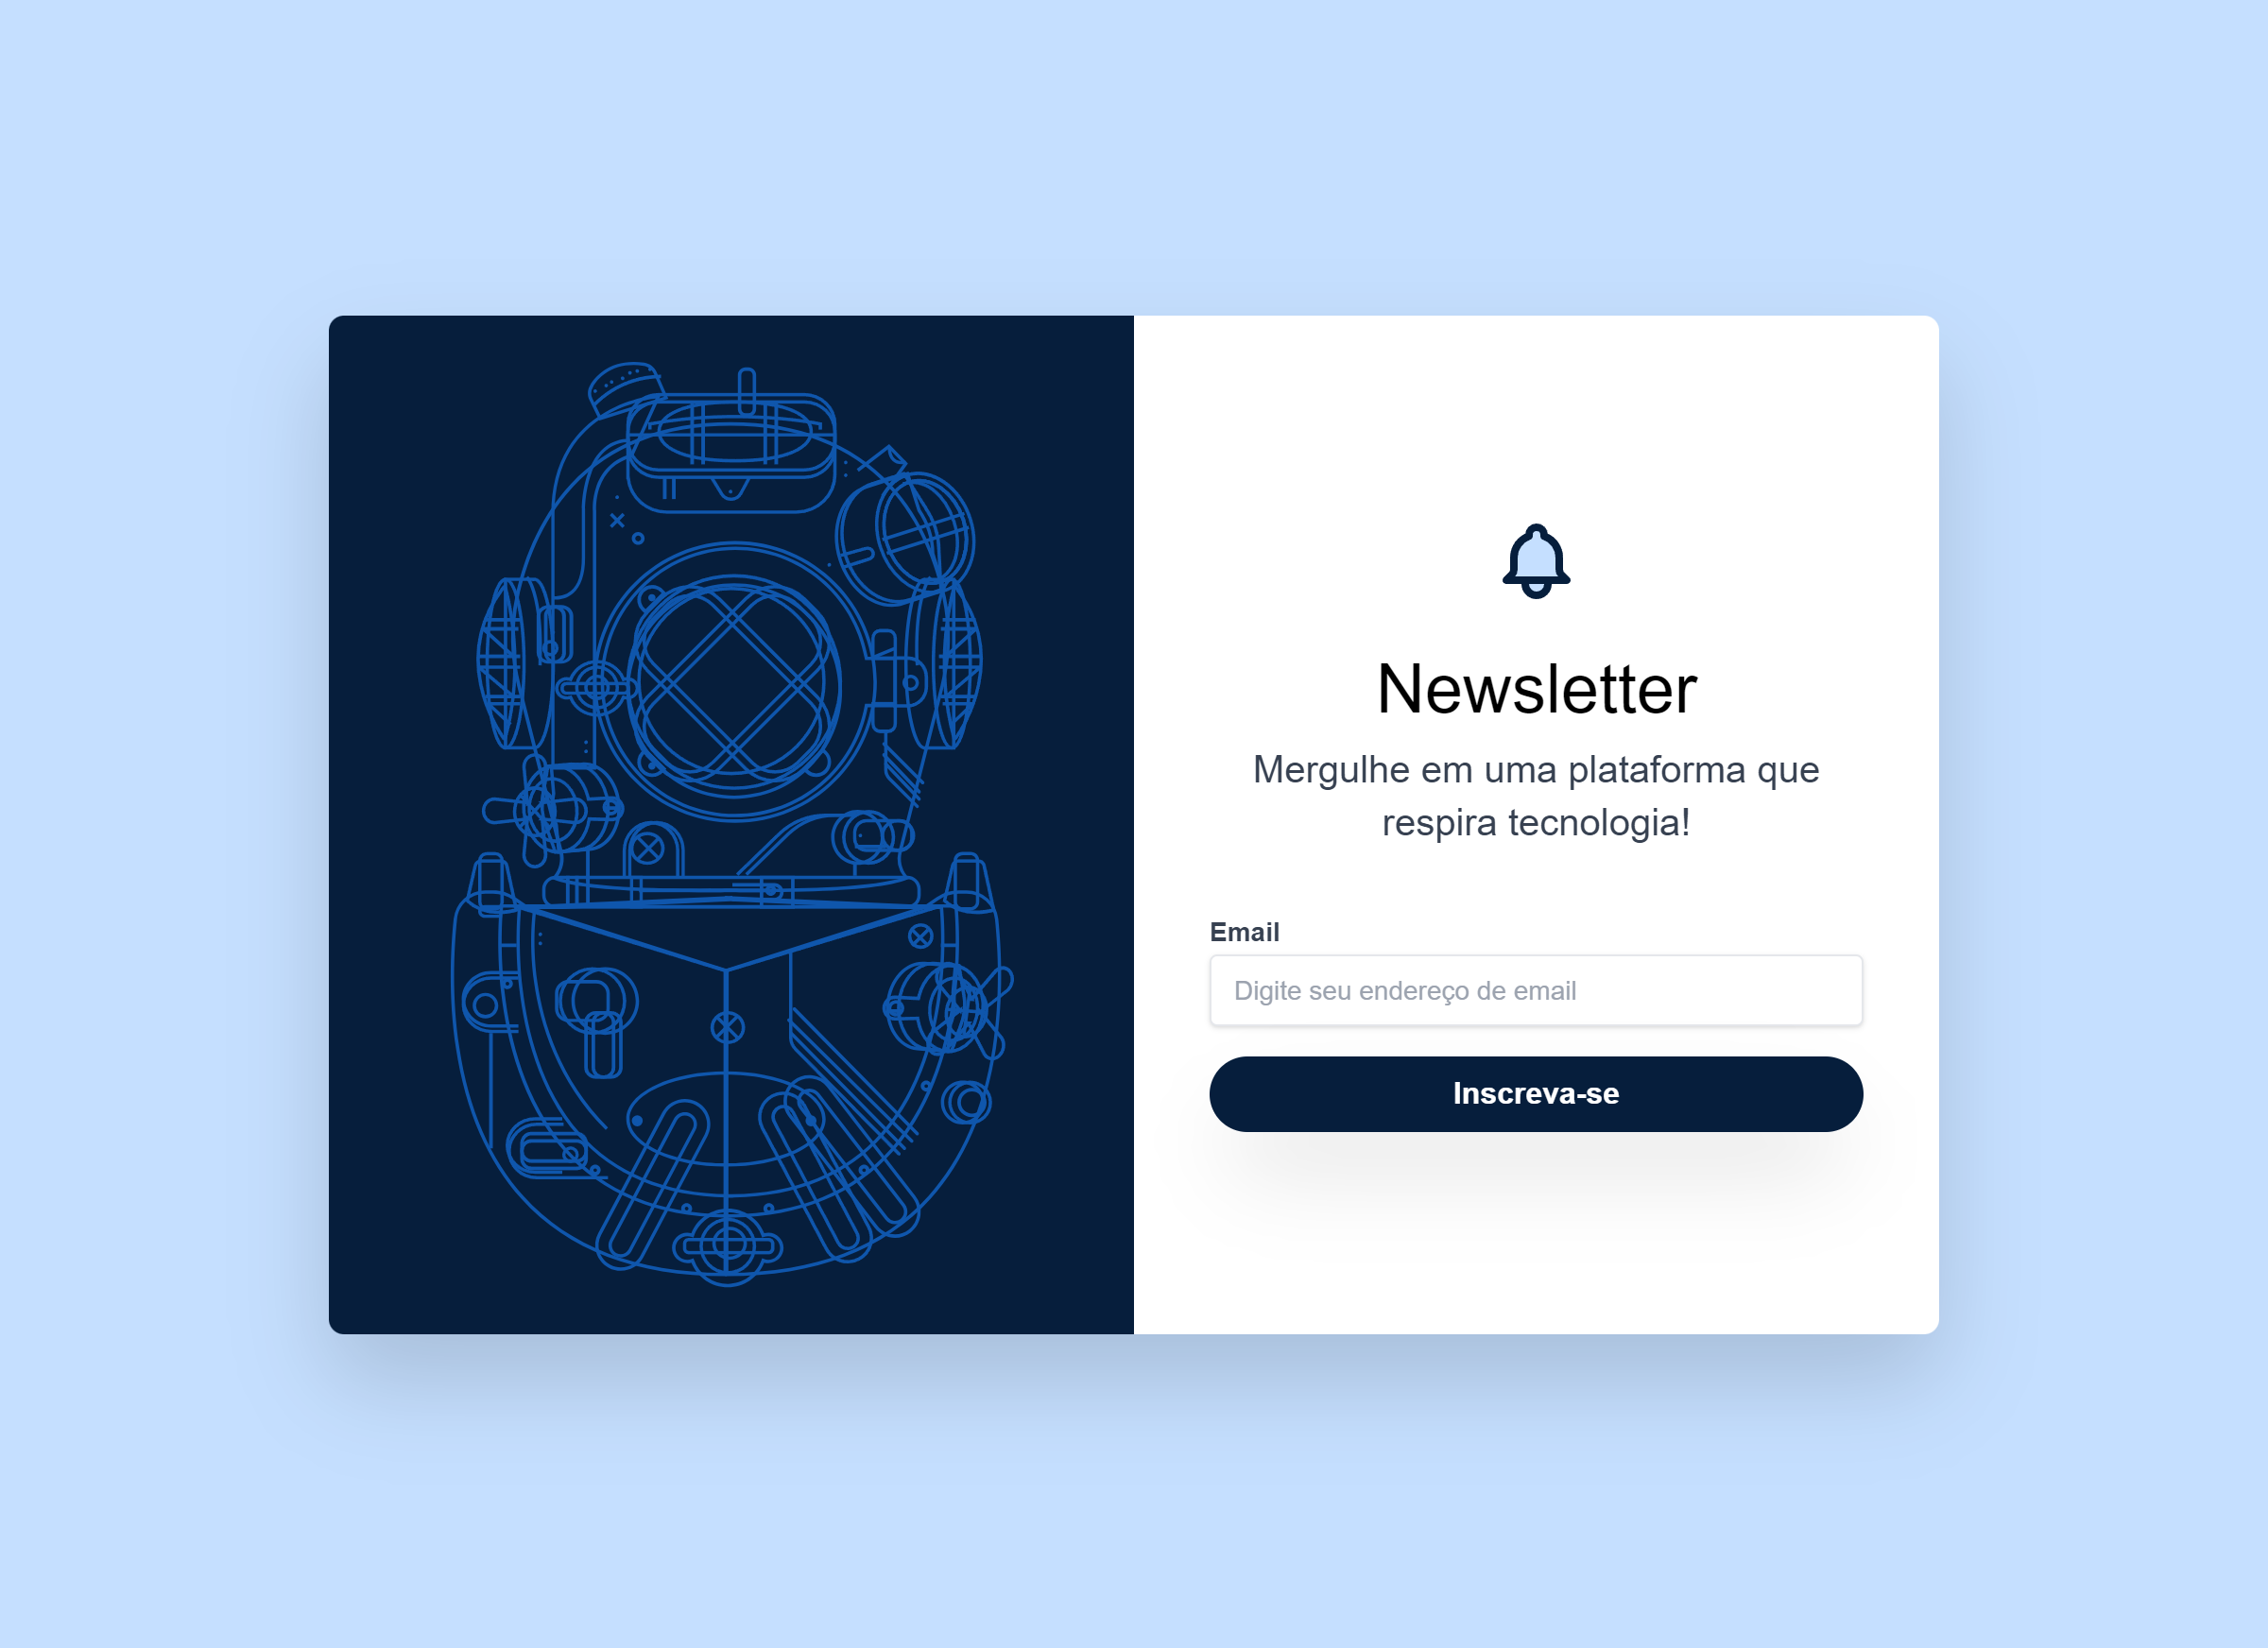 Newsletter
Mergulhe em uma plataforma que
respira tecnologia!
Email
Digite seu endereço de email
Inscreva-se